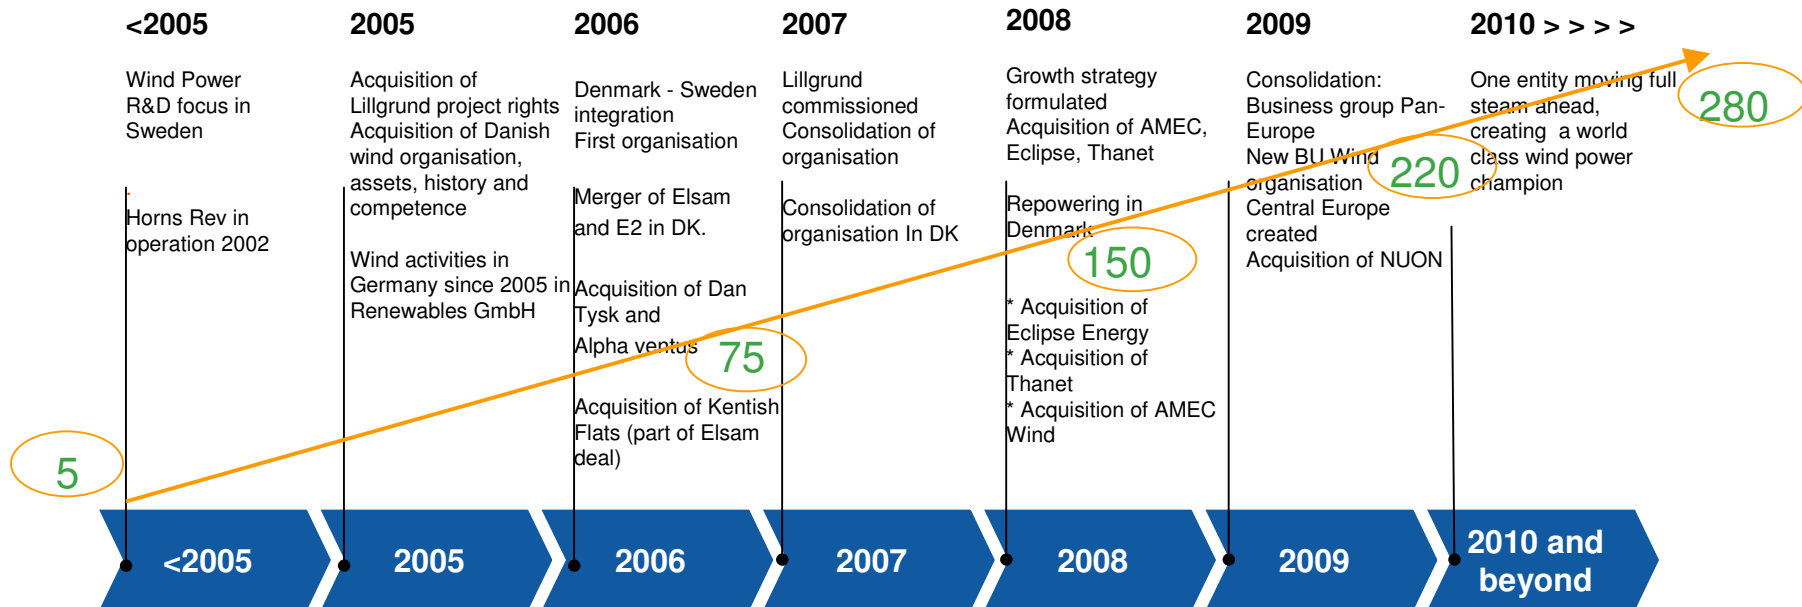 <2005
Wind Power
R&D focus in
Sweden
Horns Rev in
operation 2002
5
2005
Acquisition of
Lillgrund project rights
Acquisition of Danish
wind organisation,
assets, history and
competence
Wind activities in
Germany since 2005 in
Renewables GmbH
2006
Denmark - Sweden
integration
First organisation
Merger of Elsam
and E2 in DK.
Acquisition of Dan
Tysk and
Alpha ventus
Acquisition of Kentish
Flats (part of Elsam
deal)
75
2007
Lillgrund
commissioned
Consolidation of
organisation
Consolidation of
organisation In DK
2008
Growth strategy
formulated
Acquisition of AMEC,
Eclipse, Thanet
Repowering in
Denmark
150
* Acquisition of
Eclipse Energy
* Acquisition of
Thanet
* Acquisition of AMEC
Wind
2009
Consolidation:
Business group Pan-
Europe
New BU Wind
organisation
Central Europe
created
Acquisition of NUON
220
2010 > > > >
One entity moving full
steam ahead,
creating a world
class wind power
champion
280
<2005
2005
2006
2007
2008
2009
2010 and
beyond